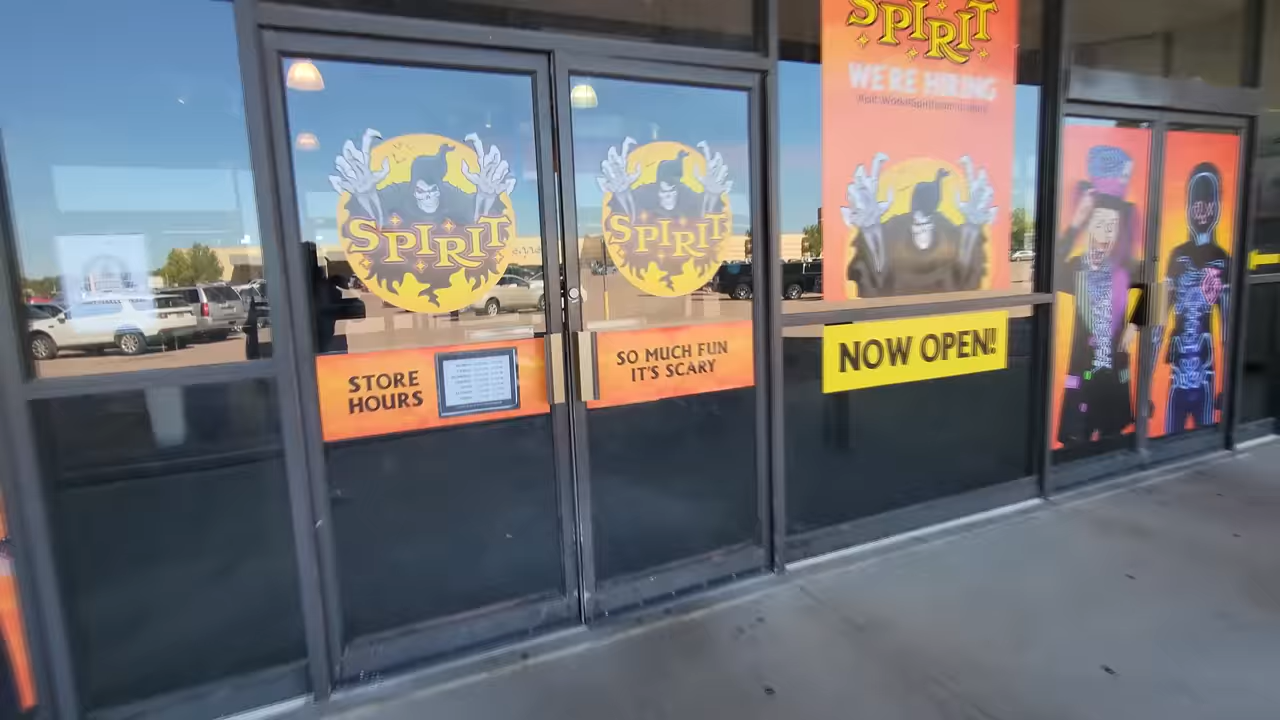 SPIRIT
WE'RE HIRING
SPIRIT
SPIRIT
STORE
HOURS
SO MUCH FUN
IT'S SCARY
NOW OPEN!